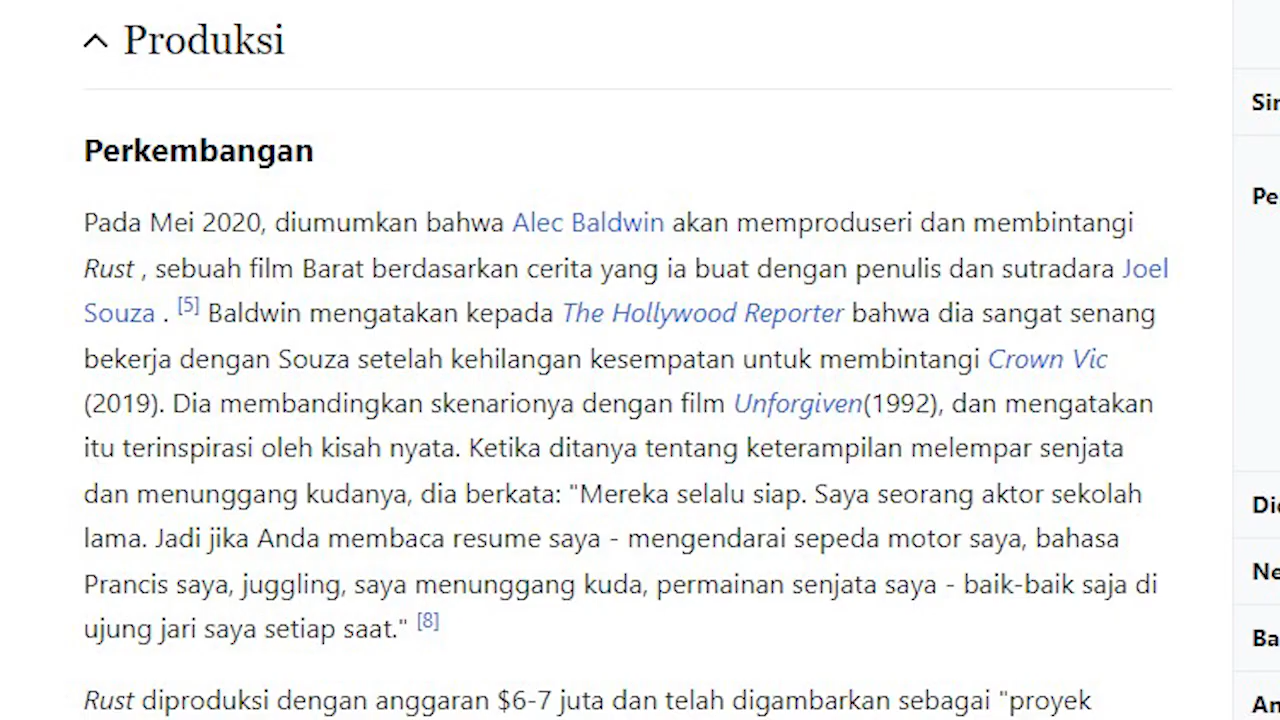 Produksi
Perkembangan
Pada Mei 2020, diumumkan bahwa Alec Baldwin akan memproduseri dan membintangi
Rust , sebuah film Barat berdasarkan cerita yang ia buat dengan penulis dan sutradara Joel
Souza . [5] Baldwin mengatakan kepada The Hollywood Reporter bahwa dia sangat senang
bekerja dengan Souza setelah kehilangan kesempatan untuk membintangi Crown Vic
(2019). Dia membandingkan skenarionya dengan film Unforgiven(1992), dan mengatakan
itu terinspirasi oleh kisah nyata. Ketika ditanya tentang keterampilan melempar senjata
dan menunggang kudanya, dia berkata: "Mereka selalu siap. Saya seorang aktor sekolah
lama. Jadi jika Anda membaca resume saya - mengendarai sepeda motor saya, bahasa
Prancis saya, juggling, saya menunggang kuda, permainan senjata saya - baik-baik saja di
ujung jari saya setiap saat." [8]
Rust diproduksi dengan anggaran $6-7 juta dan telah digambarkan sebagai "proyek